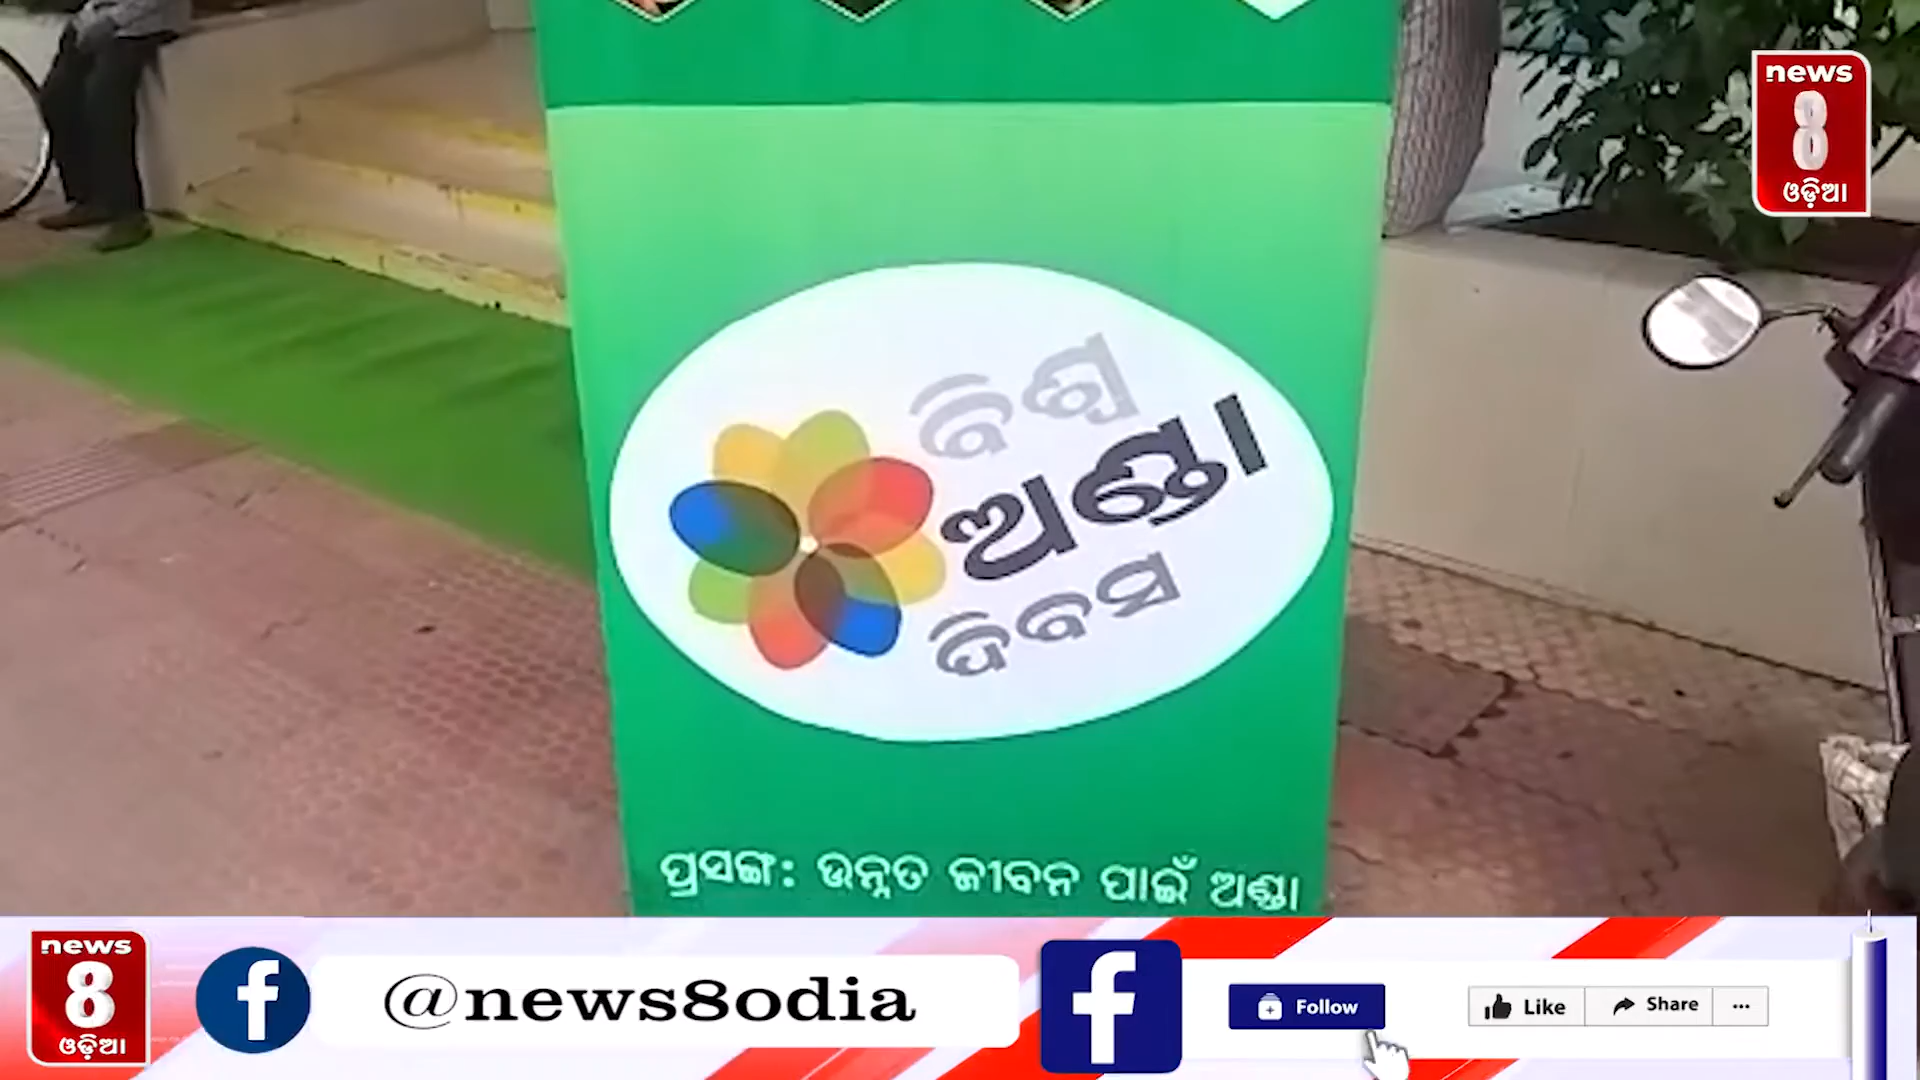 news
8
ଓଡ଼ିଆ
ବିଶ୍ୱ
ଅଣ୍ଡା
ଦିବସ
ପ୍ରସଙ୍ଗ: ଉନ୍ନତ ଜୀବନ ପାଇଁ ଅଣ୍ଡା
news
8
ଓଡ଼ିଆ
@news8odia
Follow
Like
Share